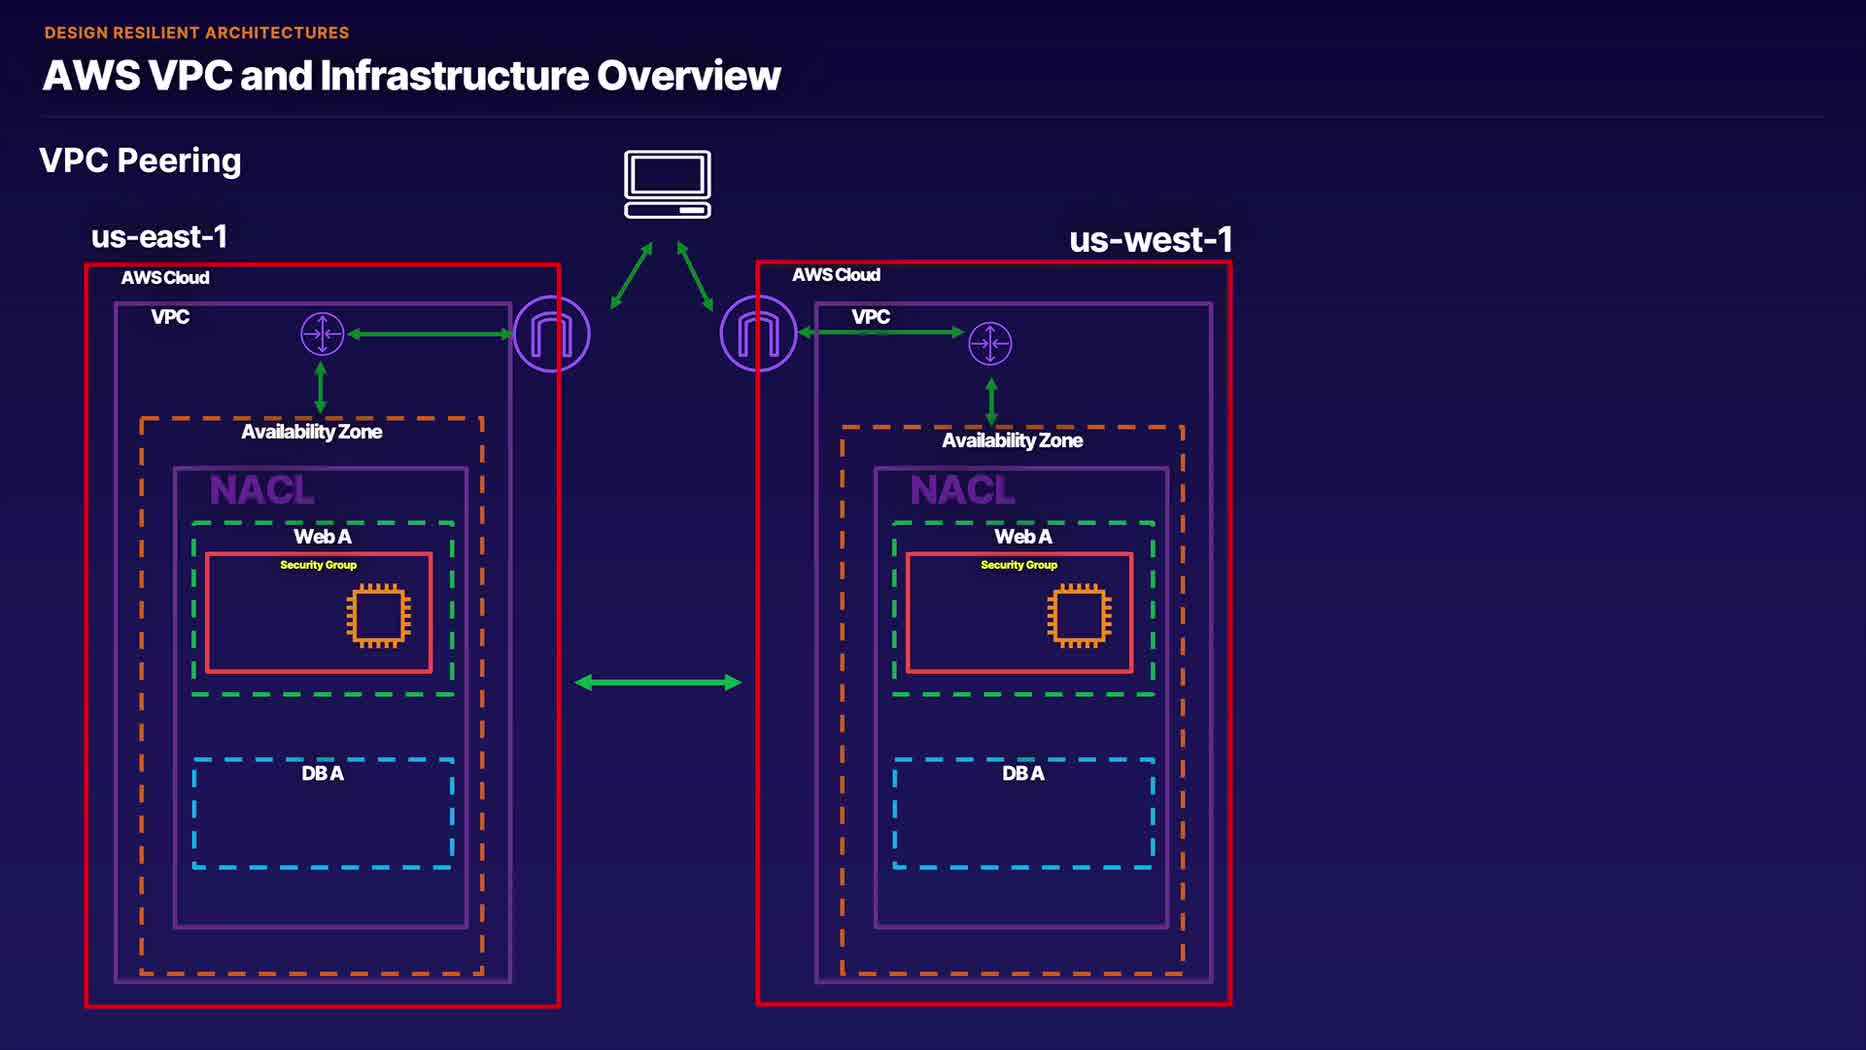 DESIGN RESILIENT ARCHITECTURES
AWS VPC and Infrastructure Overview
VPC Peering
us-east-1
AWS Cloud
VPC
Availability Zone
NACL
Web A
Security Group
DB A
us-west-1
AWS Cloud
VPC
Availability Zone
NACL
Web A
Security Group
DB A